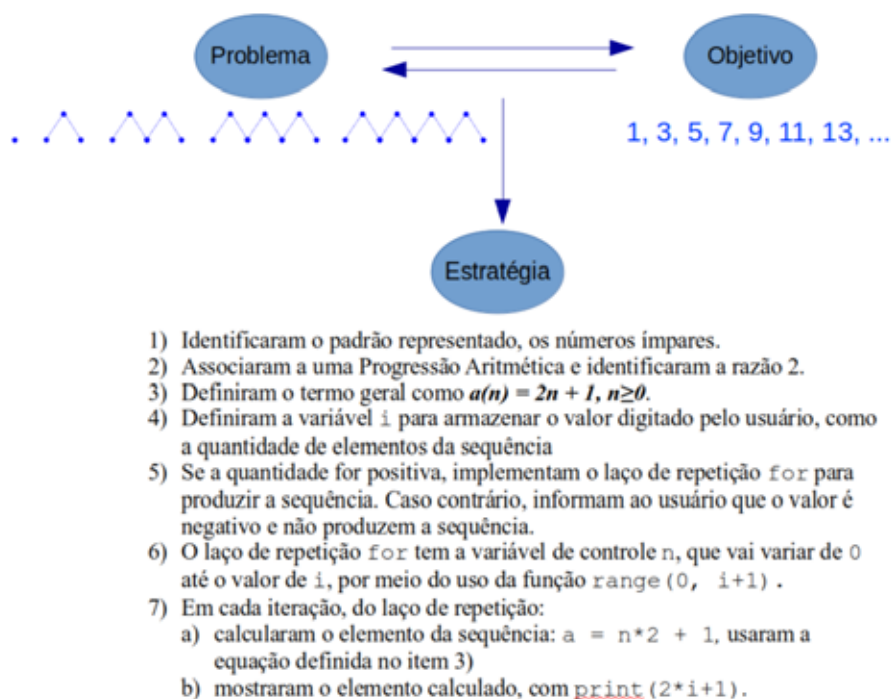 Problema
Objetivo
1, 3, 5, 7, 9, 11, 13, ...
Estratégia
1) Identificaram o padrão representado, os números ímpares.
2) Associaram a uma Progressão Aritmética e identificaram a razão 2.
3) Definiram o termo geral como a(n) = 2n + 1, n≥0.
4) Definiram a variável i para armazenar o valor digitado pelo usuário, como
a quantidade de elementos da sequência
5) Se a quantidade for positiva, implementam o laço de repetição for para
produzir a sequência. Caso contrário, informam ao usuário que o valor é
negativo e não produzem a sequência.
6) O laço de repetição for tem a variável de controle n, que vai variar de 0
até o valor de i, por meio do uso da função range(0, i+1).
7) Em cada iteração, do laço de repetição:
a) calcularam o elemento da sequência: a = n*2 + 1, usaram a
equação definida no item 3)
b) mostraram o elemento calculado, com print(2*i+1).